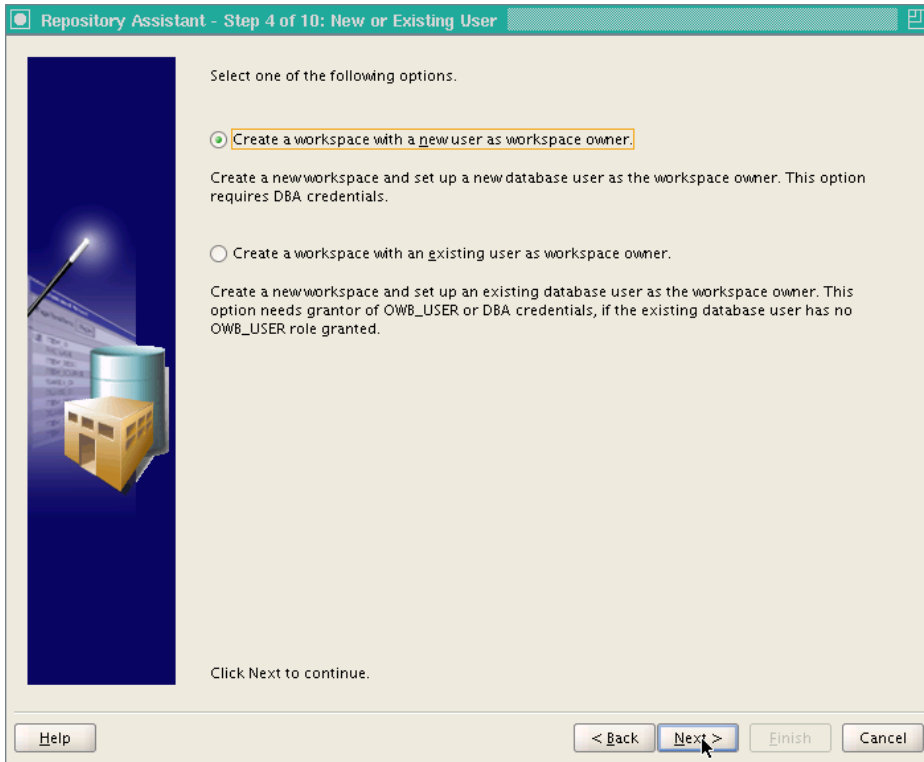 Repository Assistant - Step 4 of 10: New or Existing User
Select one of the following options.
Create a workspace with a new user as workspace owner.
Create a new workspace and set up a new database user as the workspace owner. This option
requires DBA credentials.
Create a workspace with an existing user as workspace owner.
Create a new workspace and set up an existing database user as the workspace owner. This
option needs grantor of OWB_USER or DBA credentials, if the existing database user has no
OWB_USER role granted.
Click Next to continue.
Help
< Back
Next >
Finish
Cancel